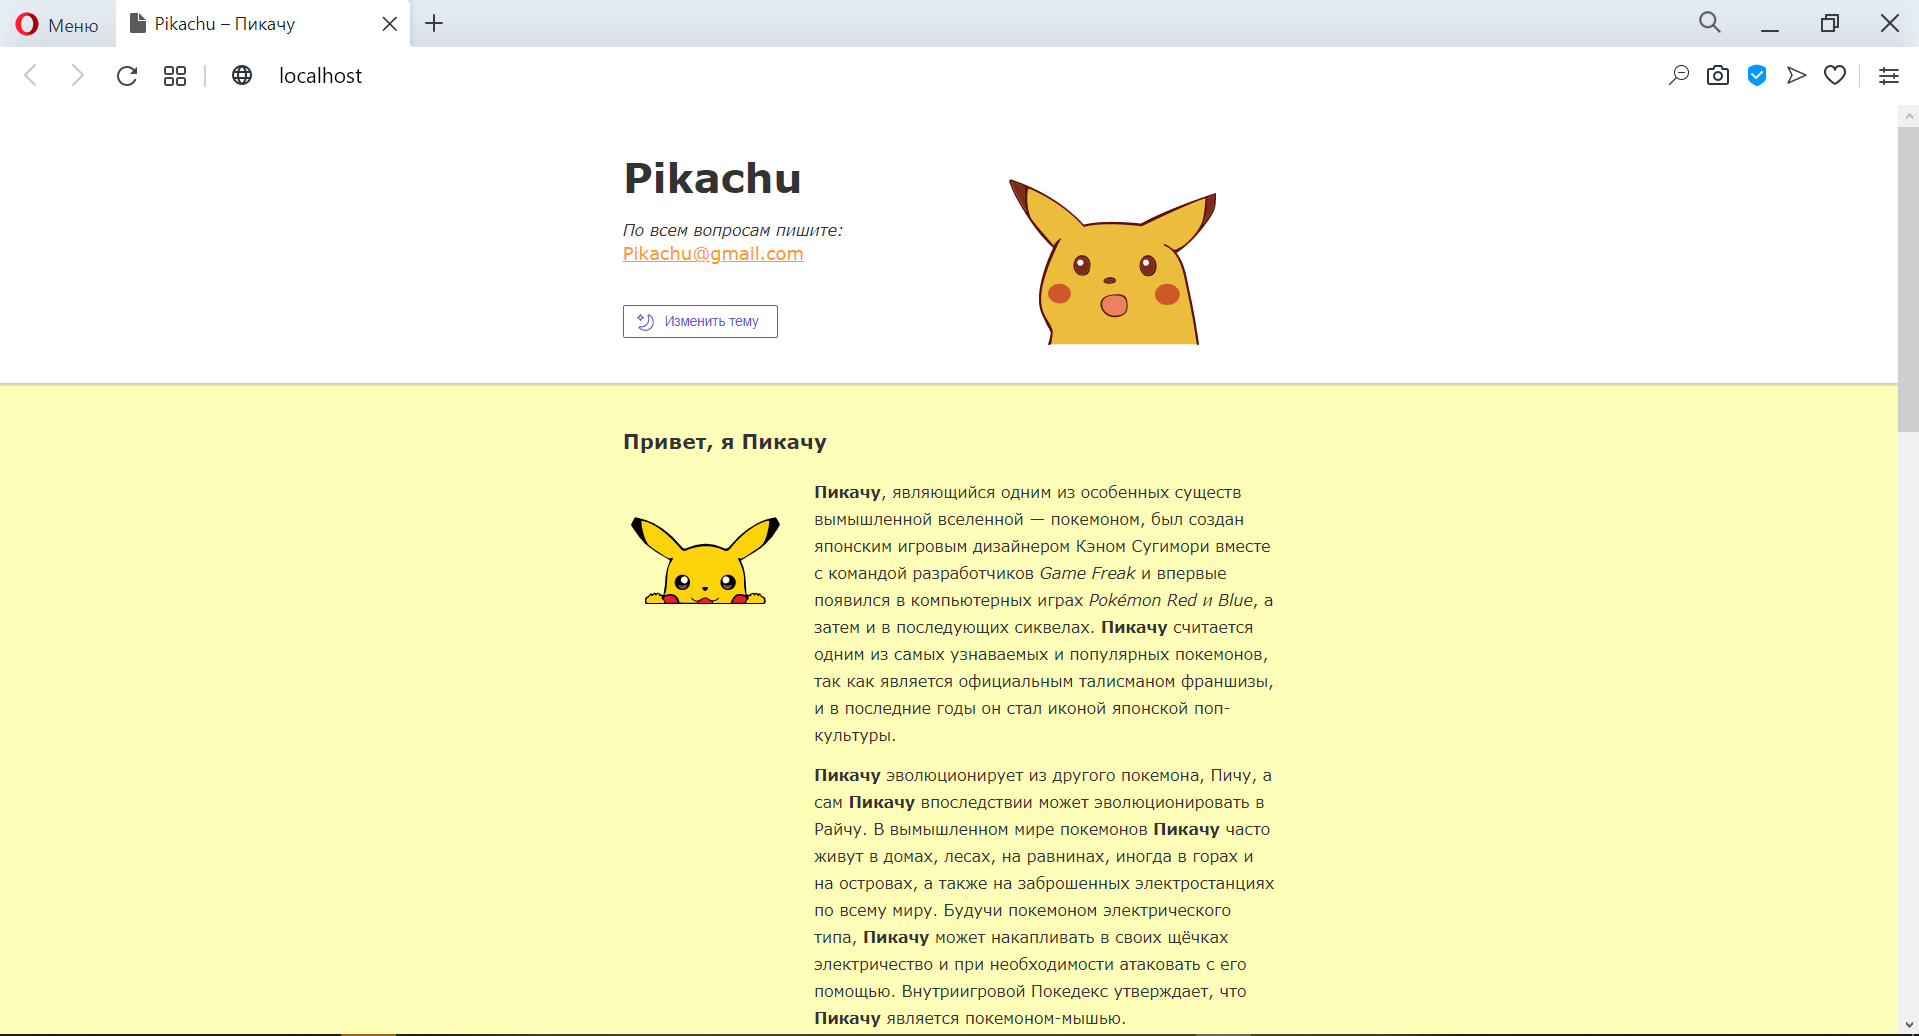 Меню
Pikachu – Пикачу
localhost
Pikachu
По всем вопросам пишите:
Pikachu@gmail.com
Изменить тему
Привет, я Пикачу
Пикачу, являющийся одним из особенных существ
вымышленной вселенной — покемоном, был создан
японским игровым дизайнером Кэном Сугимори вместе
с командой разработчиков Game Freak и впервые
появился в компьютерных играх Pokémon Red и Blue, а
затем и в последующих сиквелах. Пикачу считается
одним из самых узнаваемых и популярных покемонов,
так как является официальным талисманом франшизы,
и в последние годы он стал иконой японской поп-
культуры.
Пикачу эволюционирует из другого покемона, Пичу, а
сам Пикачу впоследствии может эволюционировать в
Райчу. В вымышленном мире покемонов Пикачу часто
живут в домах, лесах, на равнинах, иногда в горах и
на островах, а также на заброшенных электростанциях
по всему миру. Будучи покемоном электрического
типа, Пикачу может накапливать в своих щёчках
электричество и при необходимости атаковать с его
помощью. Внутриигровой Покедекс утверждает, что
Пикачу является покемоном-мышью.